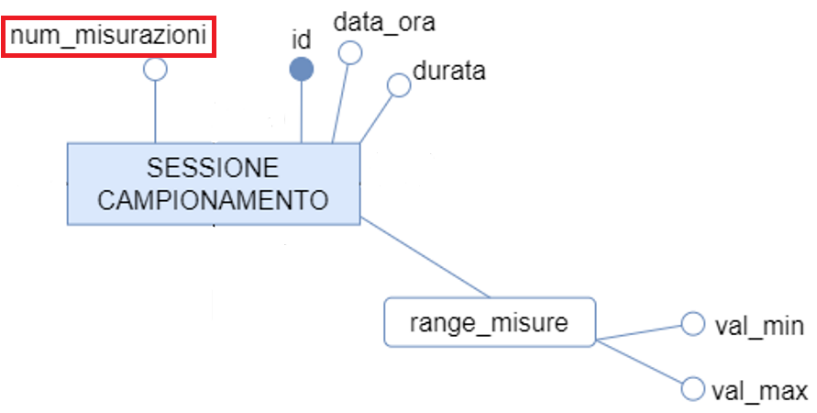 num_misurazioni
id
data_ora
durata
SESSIONE
CAMPIONAMENTO
range_misure
val_min
val_max